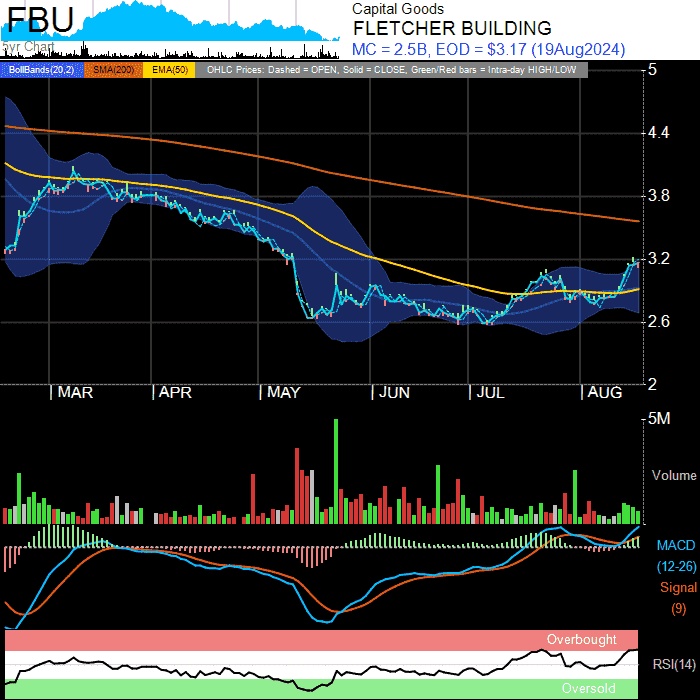 FBU
5yr Chart
Capital Goods
FLETCHER BUILDING
MC = 2.5B, EOD = $3.17 (19Aug2024)
BollBands(20,2) SMA(200) EMA(50) OHLC Prices: Dashed = OPEN, Solid = CLOSE, Green/Red bars = Intra-day HIGH/LOW
5
4.4
3.8
3.2
2.6
2
MAR APR MAY JUN JUL AUG
5M
Volume
MACD
(12-26)
Signal
(9)
Overbought
RSI(14)
Oversold